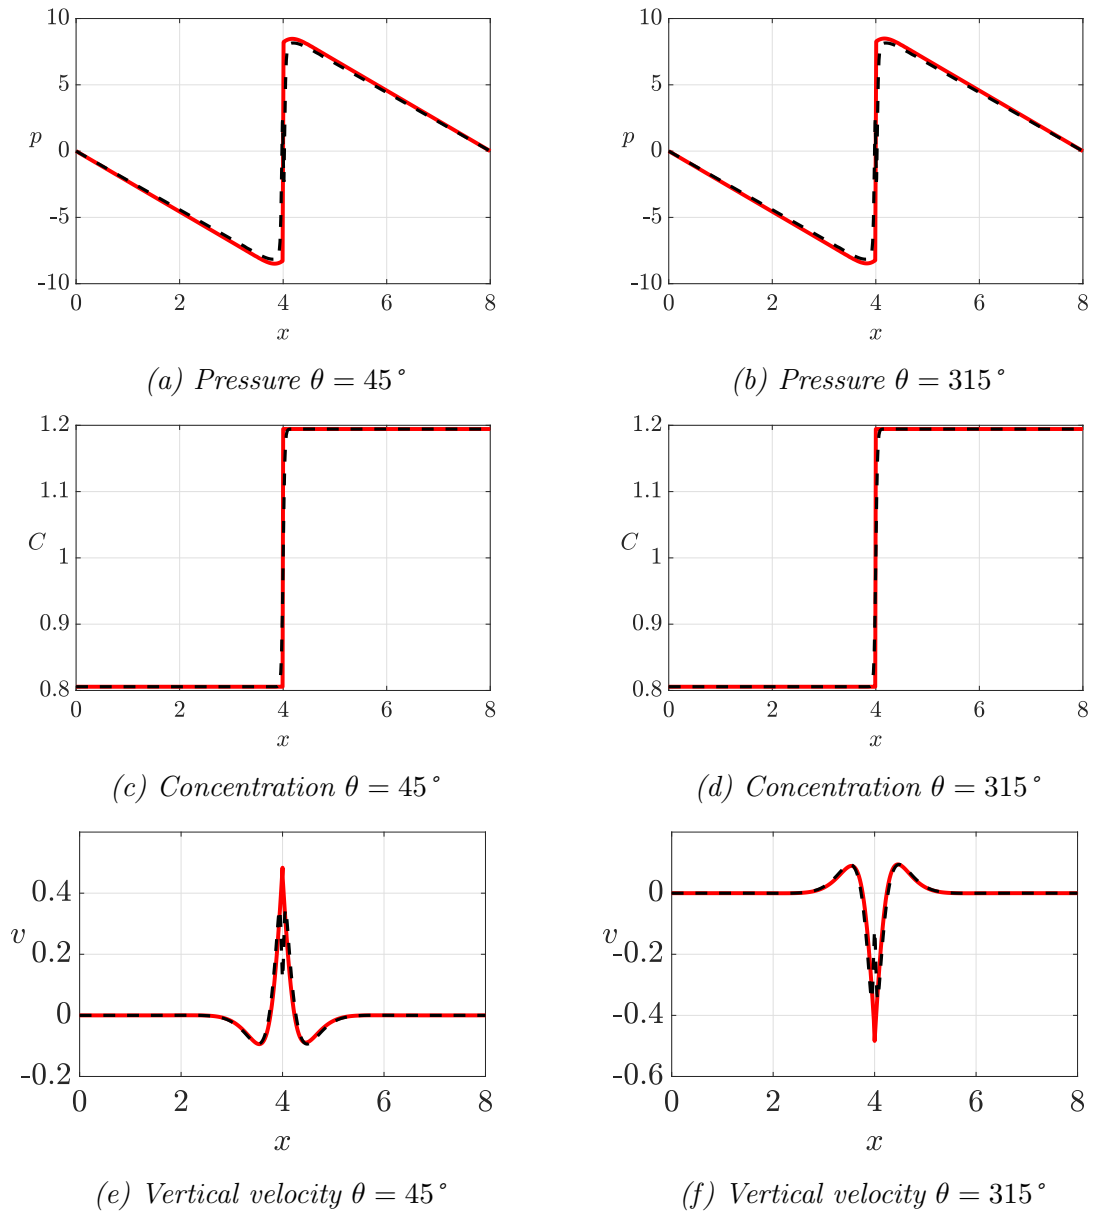 10
5
p
0
-5
-10
0 2 4 6 8
x
(a) Pressure θ = 45°
10
5
p
0
-5
-10
0 2 4 6 8
x
(b) Pressure θ = 315°
1.2
1.1
C 1
0.9
0.8
0 2 4 6 8
x
(c) Concentration θ = 45°
1.2
1.1
C 1
0.9
0.8
0 2 4 6 8
x
(d) Concentration θ = 315°
0.4
v
0.2
0
-0.2
0 2 4 6 8
x
(e) Vertical velocity θ = 45°
0
v
-0.2
-0.4
-0.6
0 2 4 6 8
x
(f) Vertical velocity θ = 315°